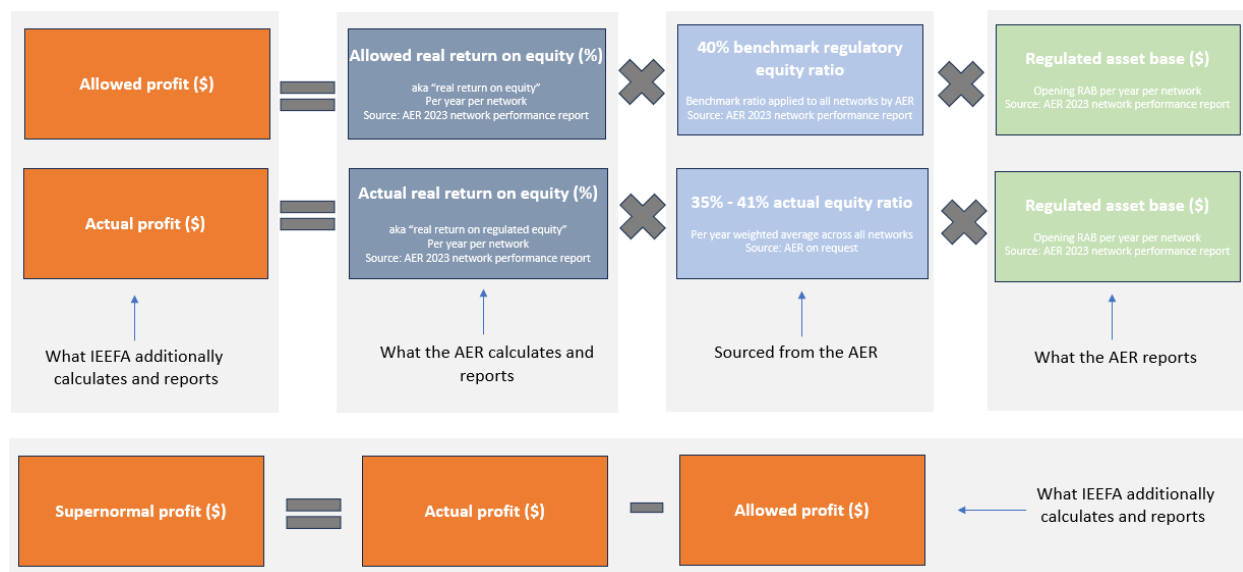 Allowed profit ($)
Allowed real return on equity (%)
aka “real return on equity”
Per year per network
Source: AER 2023 network performance report
40% benchmark regulatory
equity ratio
Benchmark ratio applied to all networks by AER
Source: AER 2023 network performance report
Regulated asset base ($)
Opening RAB per year per network
Source: AER 2023 network performance report
Actual profit ($)
Actual real return on equity (%)
aka “real return on regulated equity”
Per year per network
Source: AER 2023 network performance report
35% - 41% actual equity ratio
Per year weighted average across all networks
Source: AER on request
Regulated asset base ($)
Opening RAB per year per network
Source: AER 2023 network performance report
What IEEFA additionally
calculates and reports
What the AER calculates and
reports
Sourced from the AER
What the AER reports
Supernormal profit ($)
Actual profit ($)
Allowed profit ($)
What IEEFA additionally
calculates and reports